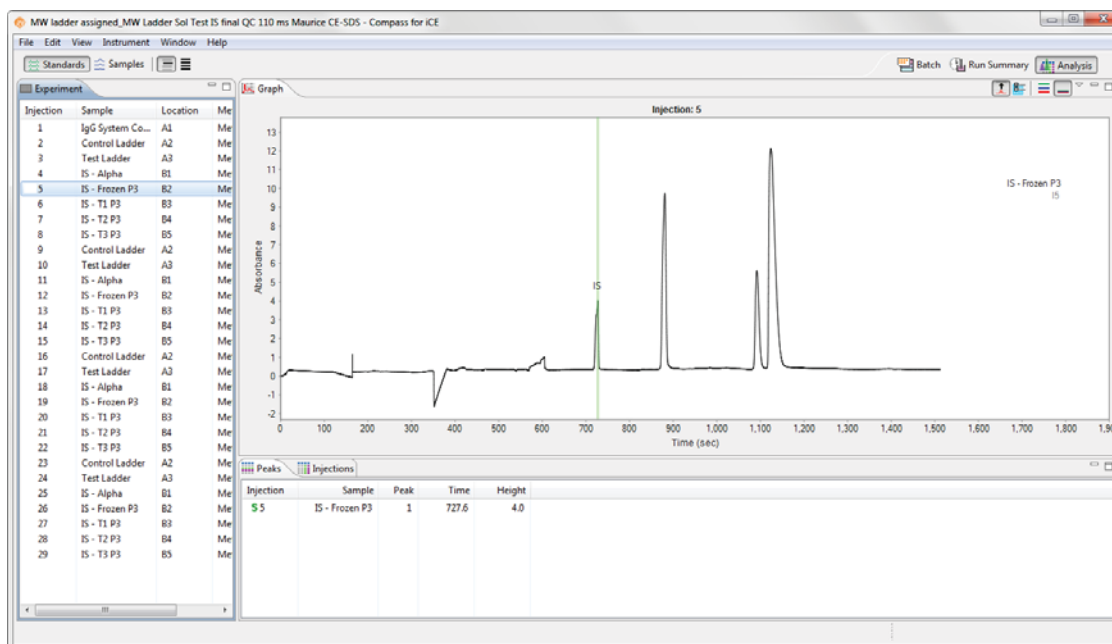 MW ladder assigned_MW Ladder Sol Test IS final QC 110 ms Maurice CE-SDS - Compass for iCE
File Edit View Instrument Window Help
Standards Samples Batch Run Summary Analysis
Experiment
Injection Sample Location Me
1 IgG System Co... A1 Me
2 Control Ladder A2 Me
3 Test Ladder A3 Me
4 IS - Alpha B1 Me
5 IS - Frozen P3 B2 Me
6 IS - T1 P3 B3 Me
7 IS - T2 P3 B4 Me
8 IS - T3 P3 B5 Me
9 Control Ladder A2 Me
10 Test Ladder A3 Me
11 IS - Alpha B1 Me
12 IS - Frozen P3 B2 Me
13 IS - T1 P3 B3 Me
14 IS - T2 P3 B4 Me
15 IS - T3 P3 B5 Me
16 Control Ladder A2 Me
17 Test Ladder A3 Me
18 IS - Alpha B1 Me
19 IS - Frozen P3 B2 Me
20 IS - T1 P3 B3 Me
21 IS - T2 P3 B4 Me
22 IS - T3 P3 B5 Me
23 Control Ladder A2 Me
24 Test Ladder A3 Me
25 IS - Alpha B1 Me
26 IS - Frozen P3 B2 Me
27 IS - T1 P3 B3 Me
28 IS - T2 P3 B4 Me
29 IS - T3 P3 B5 Me
Graph
Injection: 5
13
12
11
10
9
8
7
6
5
4
3
2
1
0
-1
-2
Absorbance
IS
IS - Frozen P3
I5
0 100 200 300 400 500 600 700 800 900 1,000 1,100 1,200 1,300 1,400 1,500 1,600 1,700 1,800 1,90
Time (sec)
Peaks Injections
Injection Sample Peak Time Height
S 5 IS - Frozen P3 1 727.6 4.0